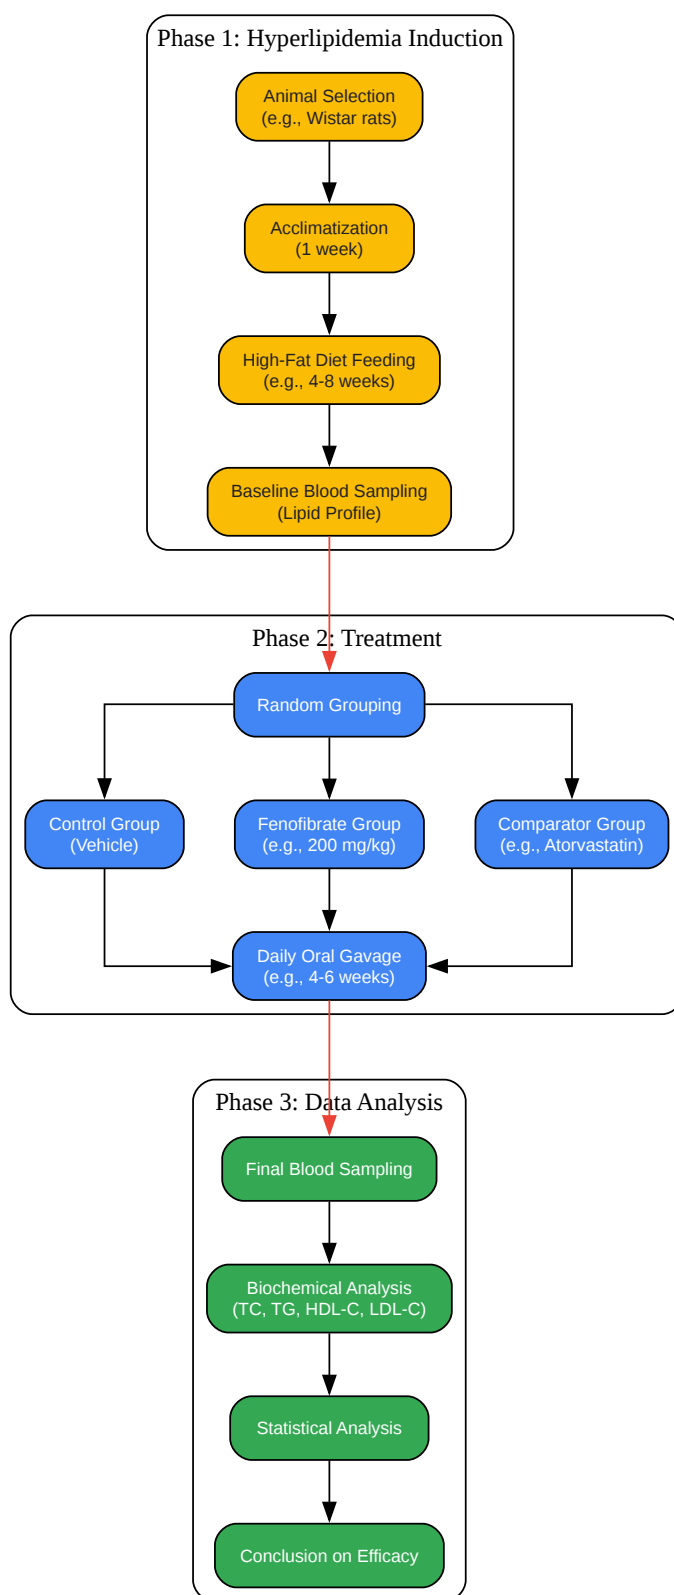 Phase 1: Hyperlipidemia Induction
Animal Selection
(e.g., Wistar rats)
Acclimatization
(1 week)
High-Fat Diet Feeding
(e.g., 4-8 weeks)
Baseline Blood Sampling
(Lipid Profile)
Phase 2: Treatment
Random Grouping
Control Group
(Vehicle)
Fenofibrate Group
(e.g., 200 mg/kg)
Comparator Group
(e.g., Atorvastatin)
Daily Oral Gavage
(e.g., 4-6 weeks)
Phase 3: Data Analysis
Final Blood Sampling
Biochemical Analysis
(TC, TG, HDL-C, LDL-C)
Statistical Analysis
Conclusion on Efficacy